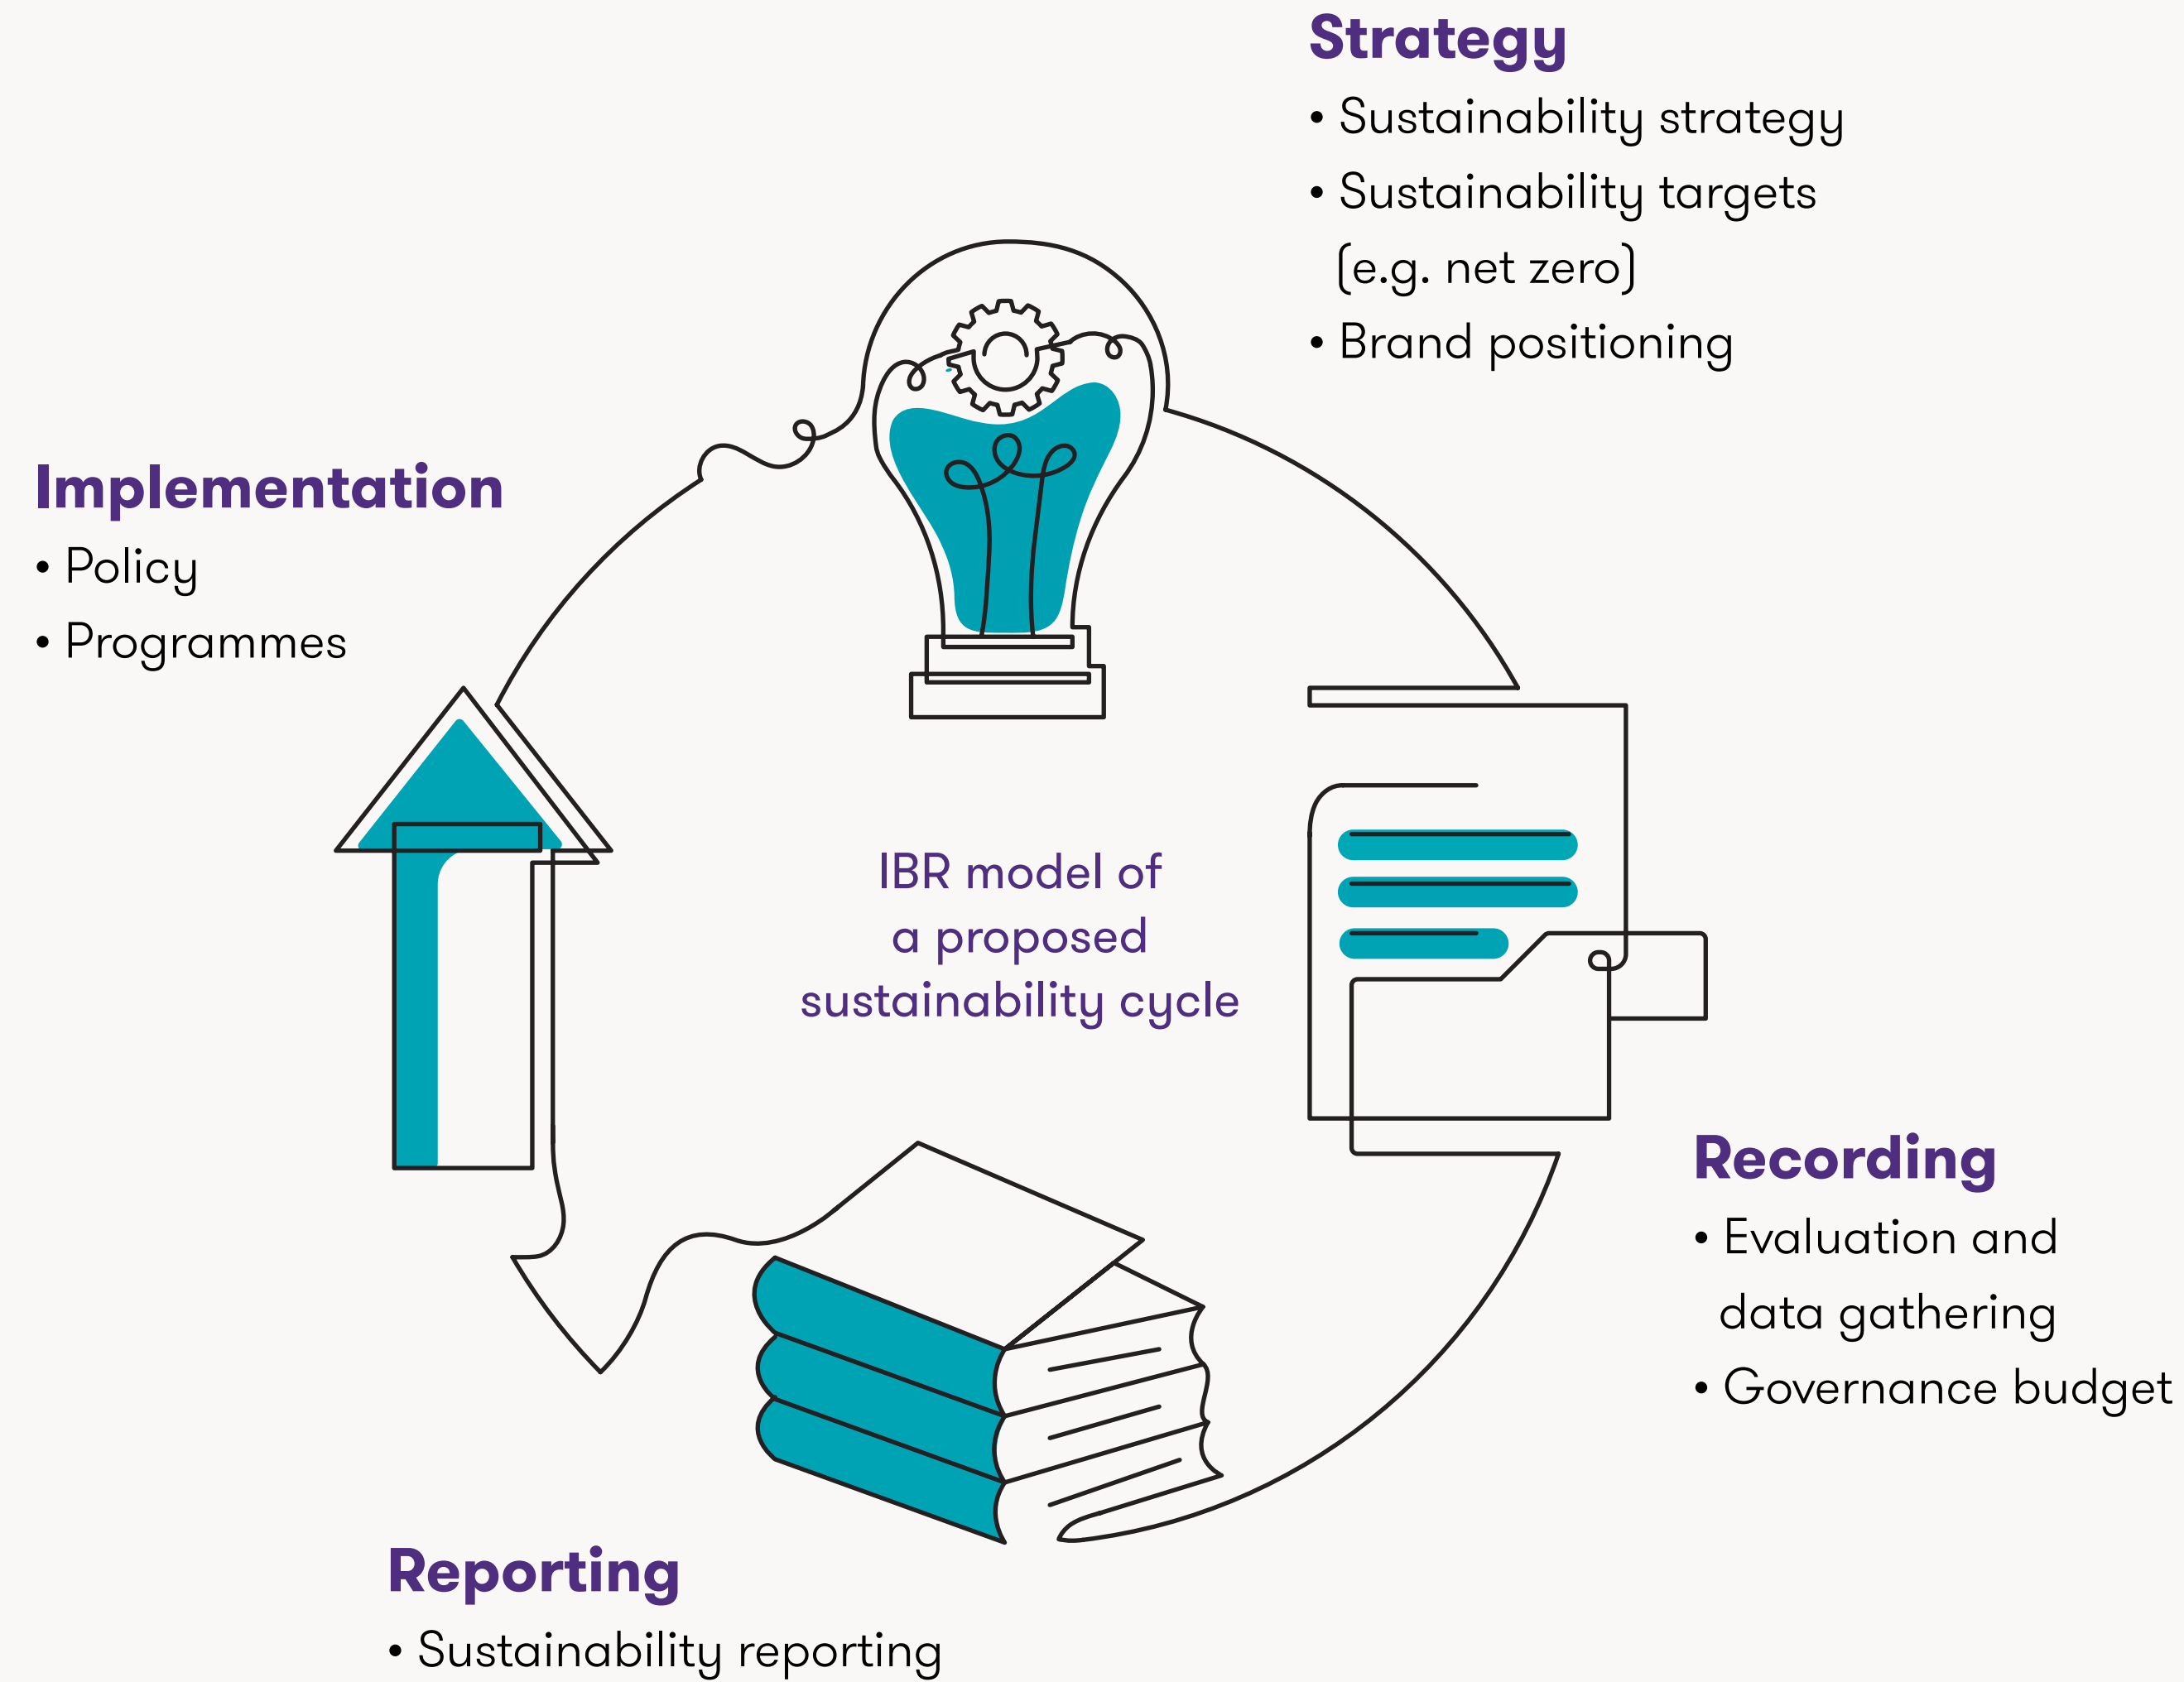 Strategy
• Sustainability strategy
• Sustainability targets
(e.g. net zero)
• Brand positioning
Implementation
• Policy
• Programmes
IBR model of
a proposed
sustainability cycle
Recording
• Evaluation and
data gathering
• Governance budget
Reporting
• Sustainability reporting